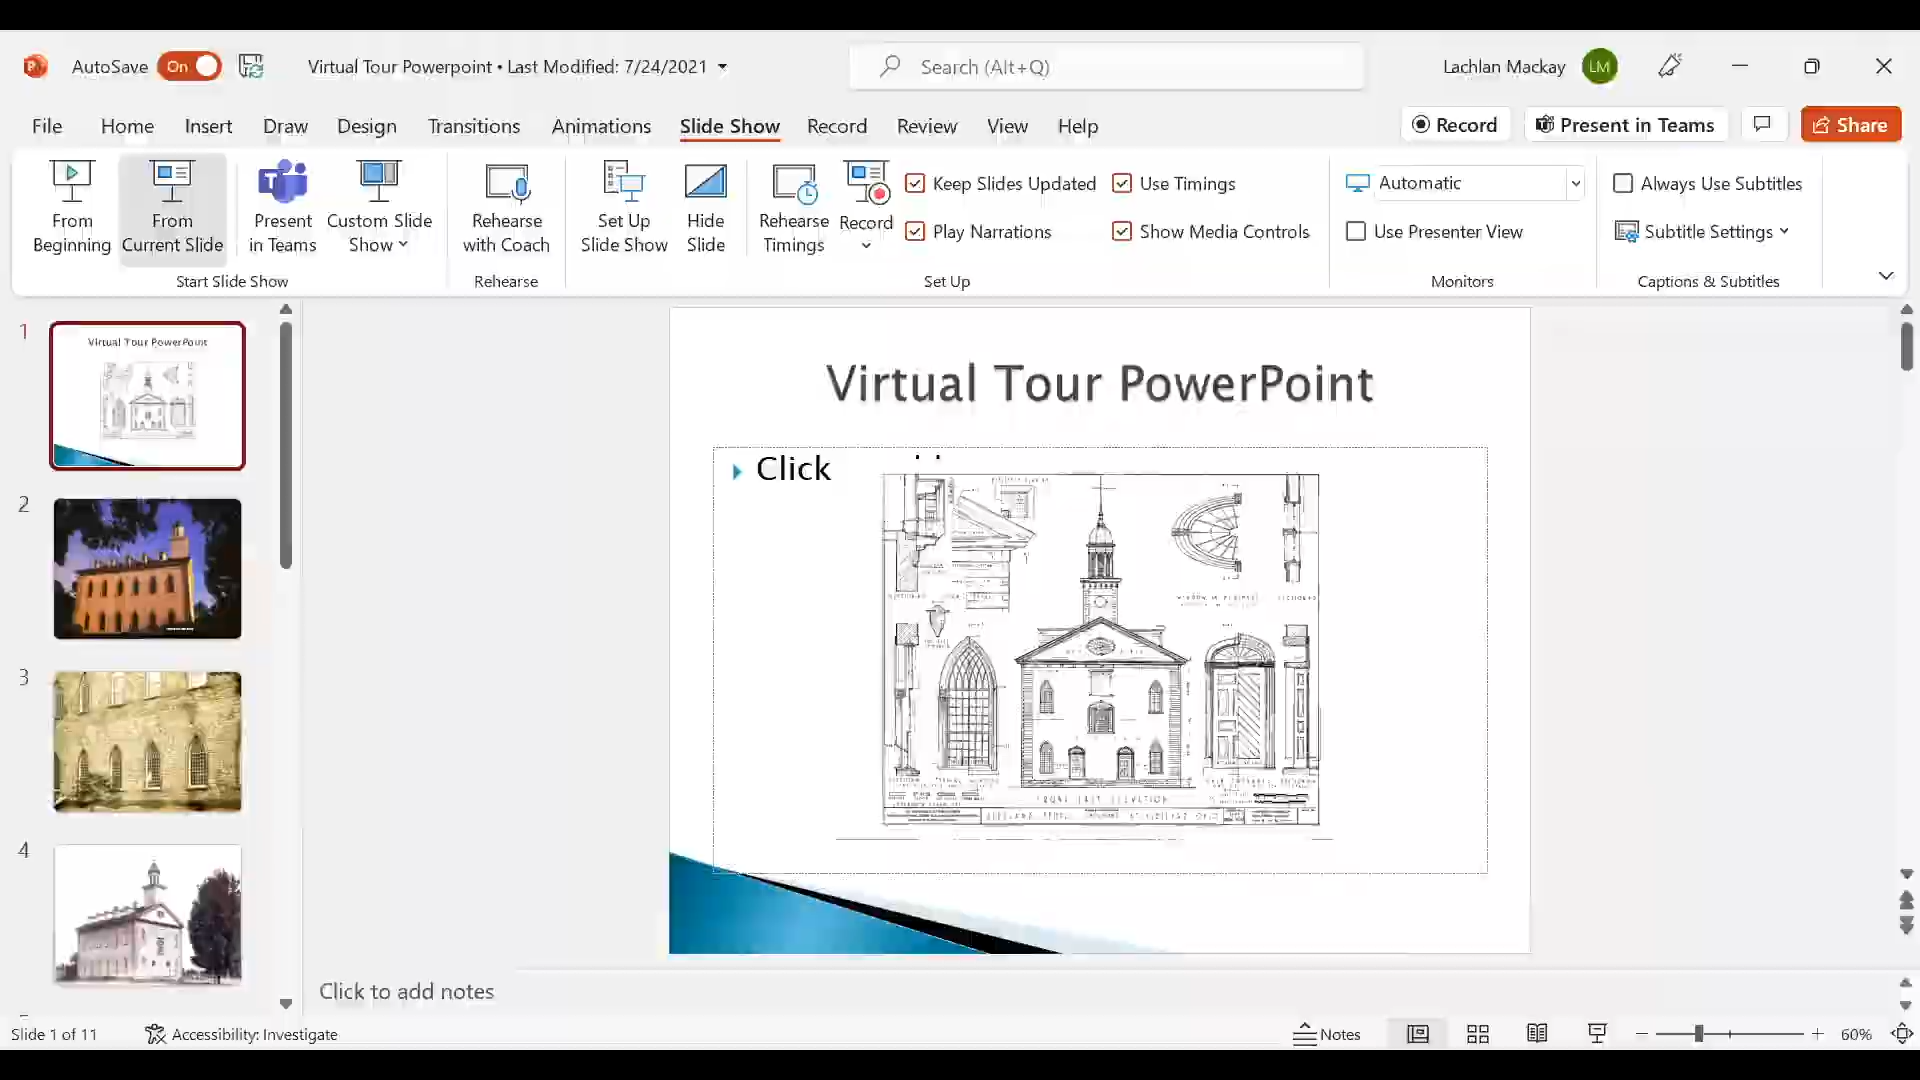 AutoSave On Virtual Tour Powerpoint • Last Modified: 7/24/2021 Search (Alt+Q) Lachlan Mackay LM
File Home Insert Draw Design Transitions Animations Slide Show Record Review View Help Record Present in Teams Share
From Beginning
From Current Slide
Present in Teams
Custom Slide Show
Start Slide Show
Rehearse with Coach
Rehearse
Set Up Slide Show
Hide Slide
Rehearse Timings
Record
Keep Slides Updated
Play Narrations
Use Timings
Show Media Controls
Set Up
Automatic
Use Presenter View
Monitors
Always Use Subtitles
Subtitle Settings
Captions & Subtitles
1
Virtual Tour PowerPoint
2
3
4
Virtual Tour PowerPoint
Click
Click to add notes
Slide 1 of 11 Accessibility: Investigate Notes 60%